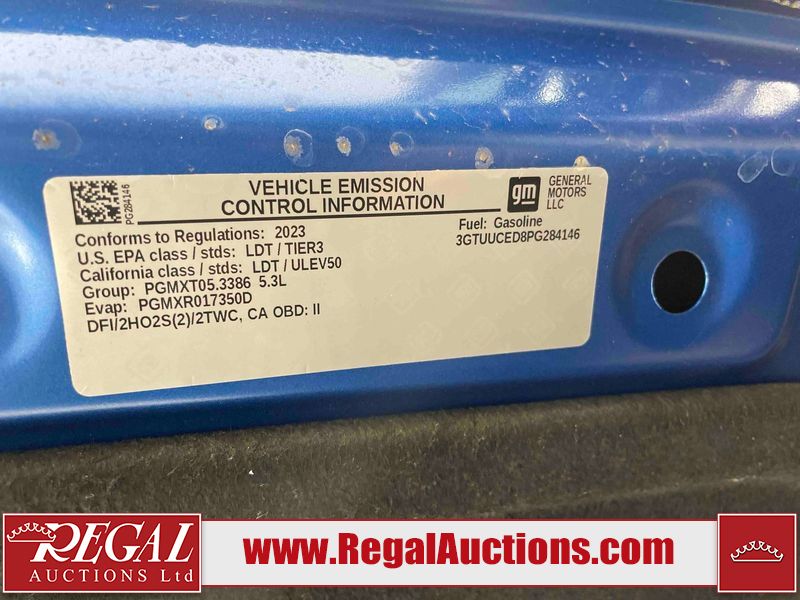 PG284146
VEHICLE EMISSION
CONTROL INFORMATION
gm
GENERAL
MOTORS
LLC
Conforms to Regulations: 2023
U.S. EPA class / stds: LDT / TIER3
California class / stds: LDT / ULEV50
Group: PGMXT05.3386 5.3L
Evap: PGMXR017350D
DFI/2HO2S(2)/2TWC, CA OBD: II
Fuel: Gasoline
3GTUUCED8PG284146
REGAL
AUCTIONS Ltd
www.RegalAuctions.com